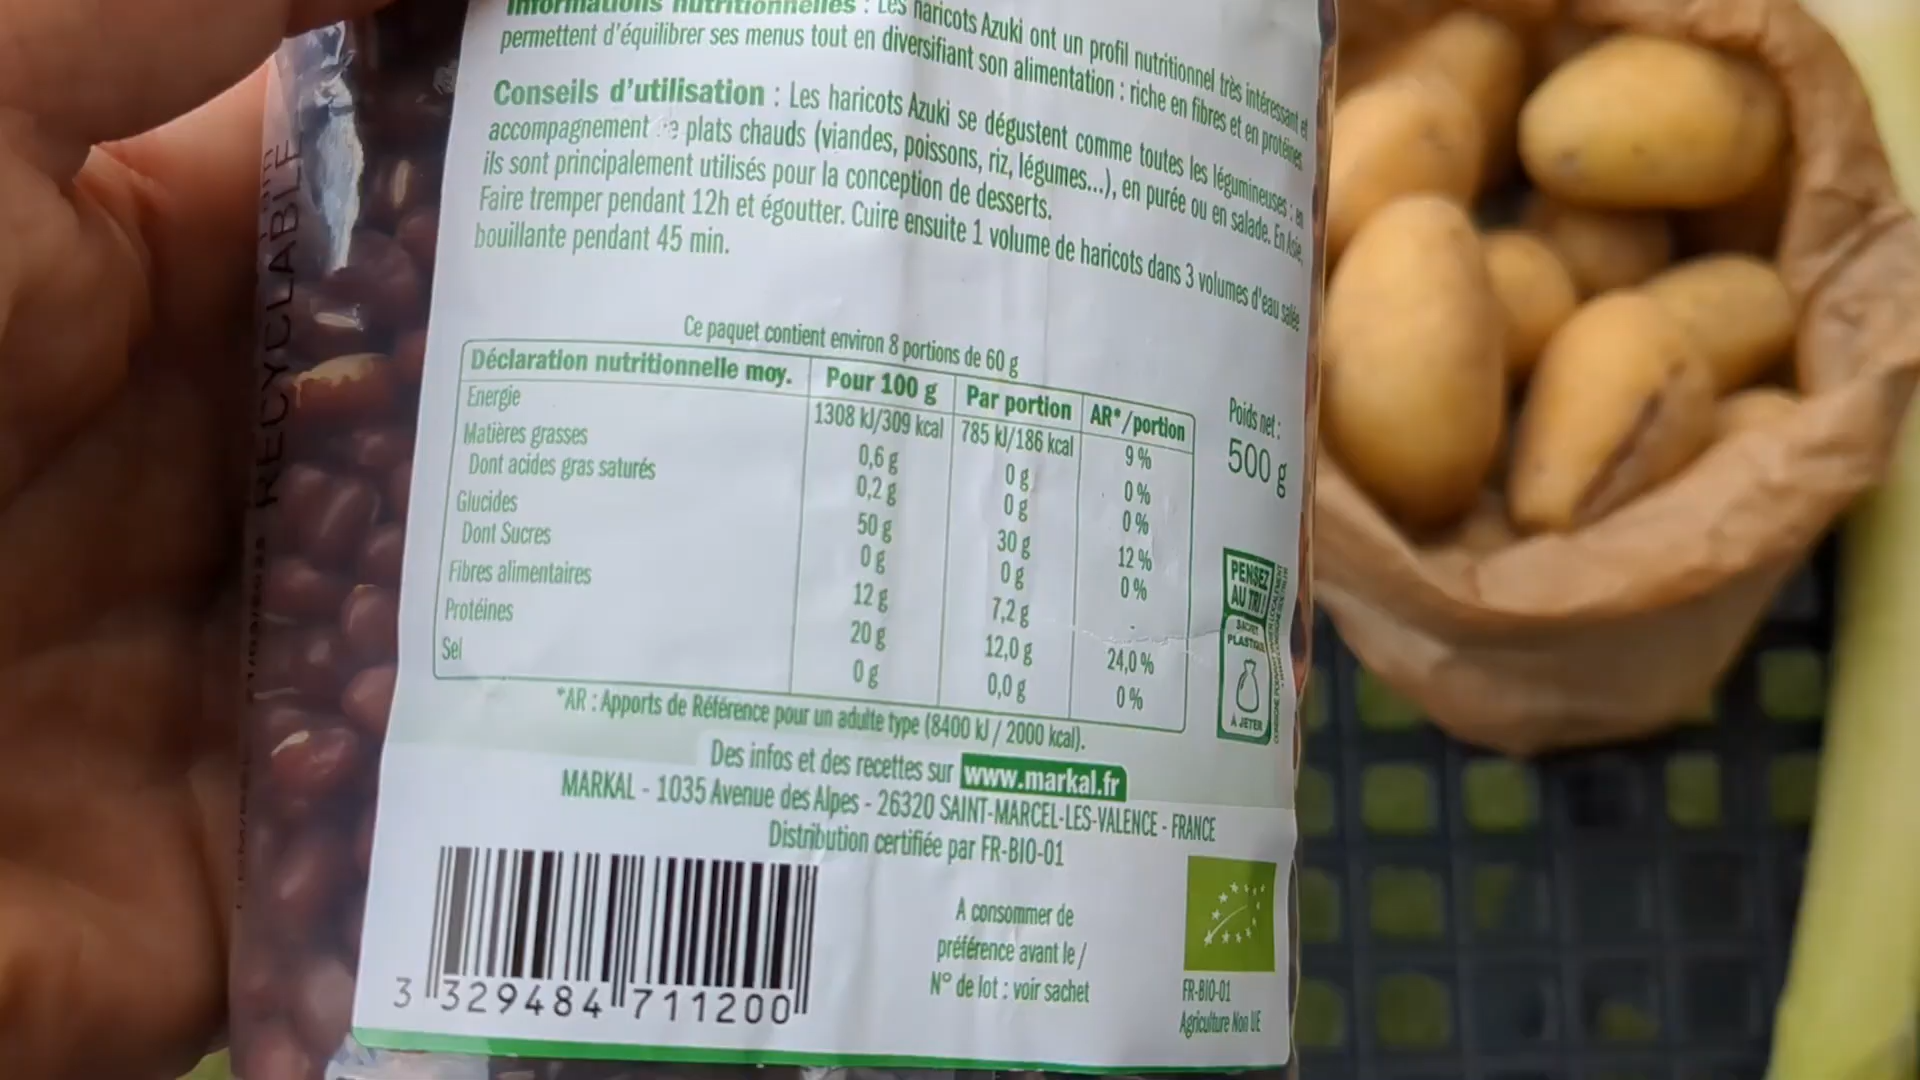 Informations nutritionnelles : Les haricots Azuki ont un profil nutritionnel très intéressant et
permettent d'équilibrer ses menus tout en diversifiant son alimentation : riche en fibres et en protéines.
Conseils d'utilisation : Les haricots Azuki se dégustent comme toutes les légumineuses : en
accompagnement plats chauds (viandes, poissons, riz, légumes...), en purée ou en salade. En Asie,
ils sont principalement utilisés pour la conception de desserts.
Faire tremper pendant 12h et égoutter. Cuire ensuite 1 volume de haricots dans 3 volumes d'eau salée
bouillante pendant 45 min.
Ce paquet contient environ 8 portions de 60 g
Déclaration nutritionnelle moy. Pour 100 g Par portion AR*/portion
Energie 1308 kJ/309 kcal 785 kJ/186 kcal 9 %
Matières grasses 0,6 g 0 g 0 %
Dont acides gras saturés 0,2 g 0 g 0 %
Glucides 50 g 30 g 12 %
Dont Sucres 0 g 0 g 0 %
Fibres alimentaires 12 g 7,2 g -
Protéines 20 g 12,0 g 24,0 %
Sel 0 g 0,0 g 0 %
*AR : Apports de Référence pour un adulte type (8400 kJ / 2000 kcal).
Poids net :
500 g
PENSEZ
AU TRI !
SACHET
PLASTIQUE
À JETER
Des infos et des recettes sur www.markal.fr
MARKAL - 1035 Avenue des Alpes - 26320 SAINT-MARCEL-LES-VALENCE - FRANCE
Distribution certifiée par FR-BIO-01
3 329484 711200
A consommer de
préférence avant le /
N° de lot : voir sachet
FR-BIO-01
Agriculture Non UE
RECYCLABLE